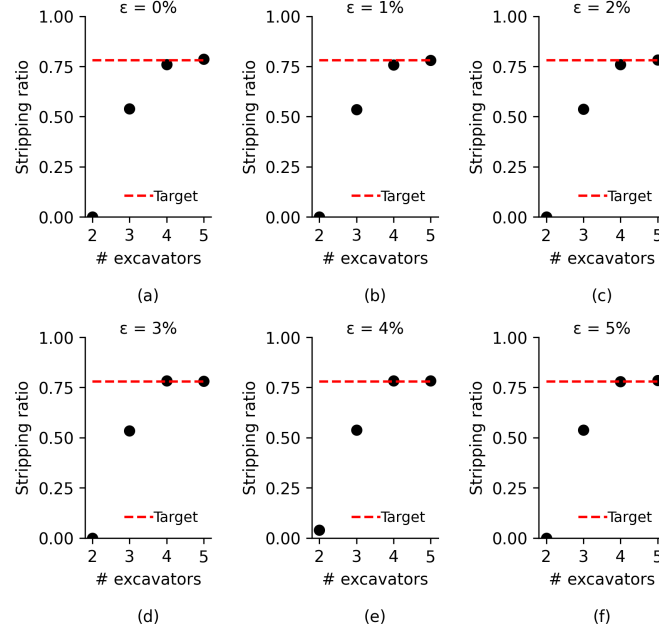 ε = 0%
1.00
0.75
0.50
0.25
0.00
Stripping ratio
Target
2 3 4 5
# excavators
(a)
ε = 1%
1.00
0.75
0.50
0.25
0.00
Stripping ratio
Target
2 3 4 5
# excavators
(b)
ε = 2%
1.00
0.75
0.50
0.25
0.00
Stripping ratio
Target
2 3 4 5
# excavators
(c)
ε = 3%
1.00
0.75
0.50
0.25
0.00
Stripping ratio
Target
2 3 4 5
# excavators
(d)
ε = 4%
1.00
0.75
0.50
0.25
0.00
Stripping ratio
Target
2 3 4 5
# excavators
(e)
ε = 5%
1.00
0.75
0.50
0.25
0.00
Stripping ratio
Target
2 3 4 5
# excavators
(f)